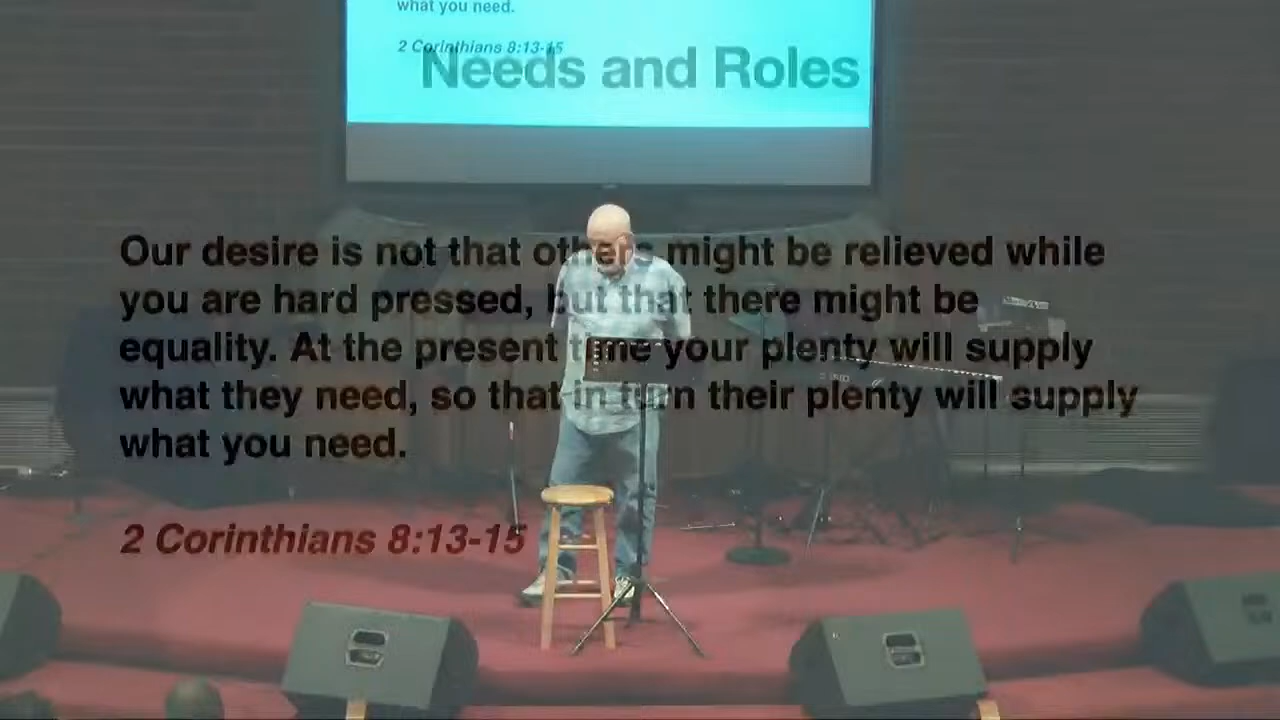 what you need.
2 Corinthians 8:13-15
Needs and Roles
Our desire is not that others might be relieved while
you are hard pressed, but that there might be
equality. At the present time your plenty will supply
what they need, so that in turn their plenty will supply
what you need.
2 Corinthians 8:13-15